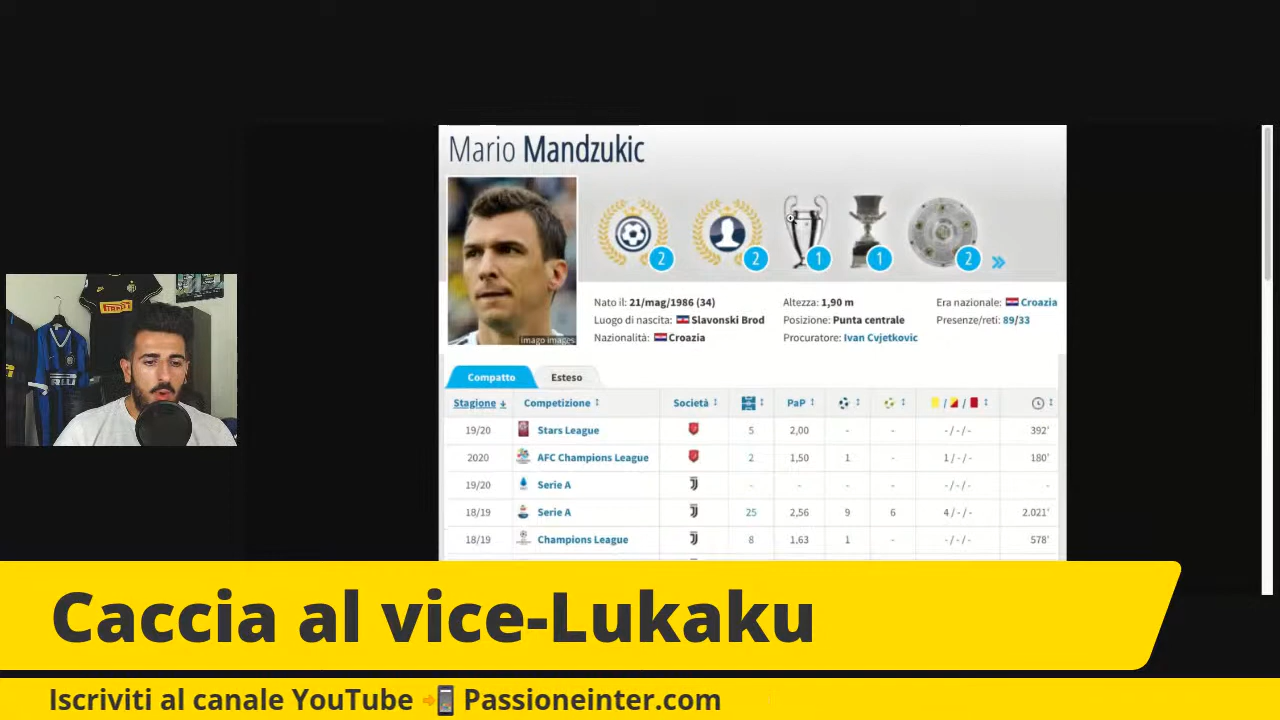 Mario Mandzukic
2 2 1 1 2 »
imago images
Nato il: 21/mag/1986 (34) Altezza: 1,90 m Era nazionale: Croazia
Luogo di nascita: Slavonski Brod Posizione: Punta centrale Presenze/reti: 89/33
Nazionalità: Croazia Procuratore: Ivan Cvjetkovic
Compatto Esteso
Stagione Competizione Società PaP / /
19/20 Stars League 5 2,00 - - -/-/- 392'
2020 AFC Champions League 2 1,50 1 - 1/-/- 180'
19/20 Serie A - - - - -/-/- -
18/19 Serie A 25 2,56 9 6 4/-/- 2.021'
18/19 Champions League 8 1,63 1 - -/-/- 578'
Caccia al vice-Lukaku
Iscriviti al canale YouTube Passioneinter.com